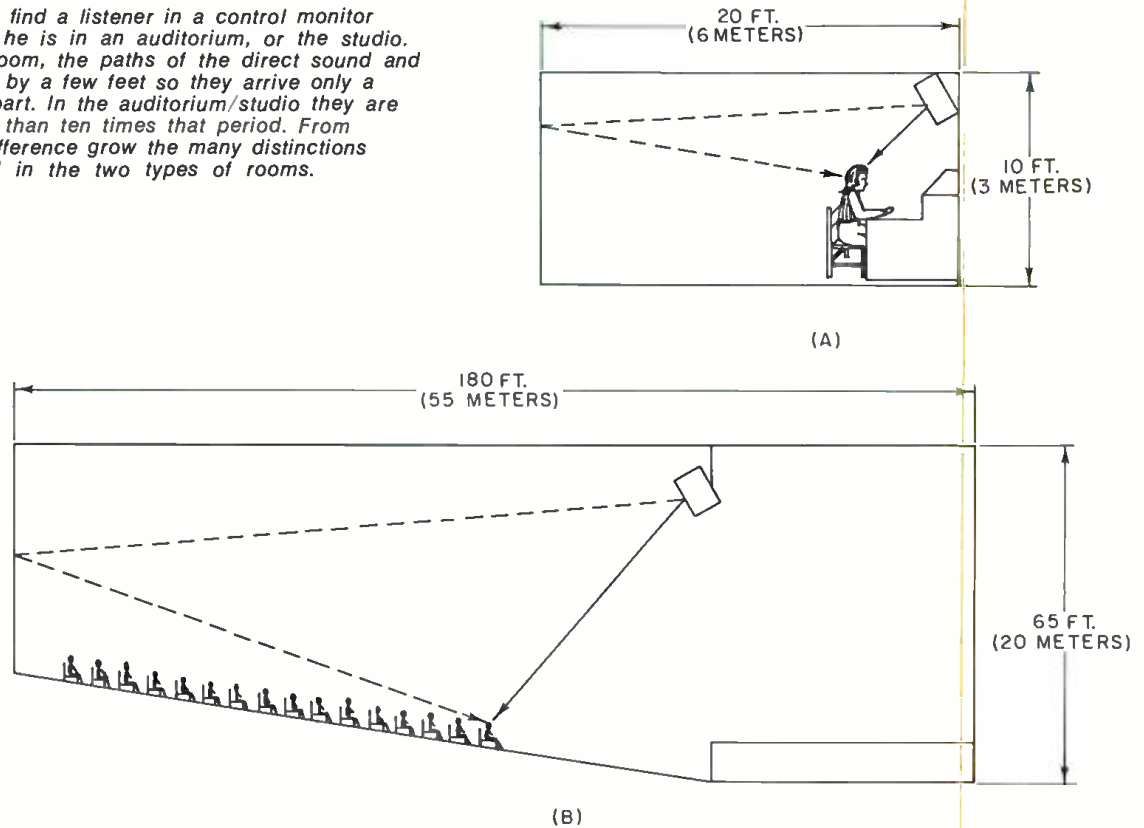 find a listener in a control monitor
he is in an auditorium, or the studio.
oom, the paths of the direct sound and
by a few feet so they arrive only a
part. In the auditorium/studio they are
than ten times that period. From
fference grow the many distinctions
in the two types of rooms.
20 FT.
(6 METERS)
10 FT.
(3 METERS)
(A)
180 FT.
(55 METERS)
65 FT.
(20 METERS)
(B)